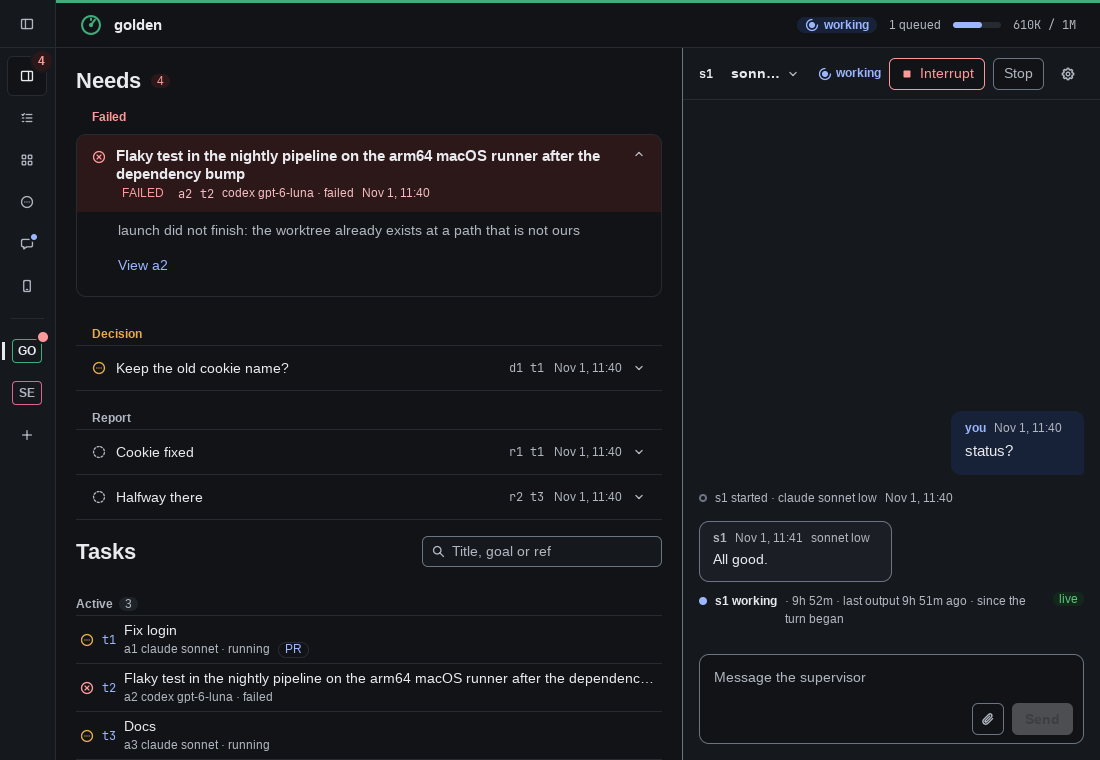 golden
working
1 queued
610K / 1M
4
GO
SE
Needs 4
Failed
Flaky test in the nightly pipeline on the arm64 macOS runner after the
dependency bump
FAILED a2 t2 codex gpt-6-luna · failed Nov 1, 11:40
launch did not finish: the worktree already exists at a path that is not ours
View a2
Decision
Keep the old cookie name? d1 t1 Nov 1, 11:40
Report
Cookie fixed r1 t1 Nov 1, 11:40
Halfway there r2 t3 Nov 1, 11:40
Tasks
Title, goal or ref
Active 3
t1 Fix login
a1 claude sonnet · running PR
t2 Flaky test in the nightly pipeline on the arm64 macOS runner after the dependenc…
a2 codex gpt-6-luna · failed
t3 Docs
a3 claude sonnet · running
s1 sonn… working Interrupt Stop
you Nov 1, 11:40
status?
s1 started · claude sonnet low Nov 1, 11:40
s1 Nov 1, 11:41 sonnet low
All good.
s1 working · 9h 52m · last output 9h 51m ago · since the
turn began
live
Message the supervisor
Send